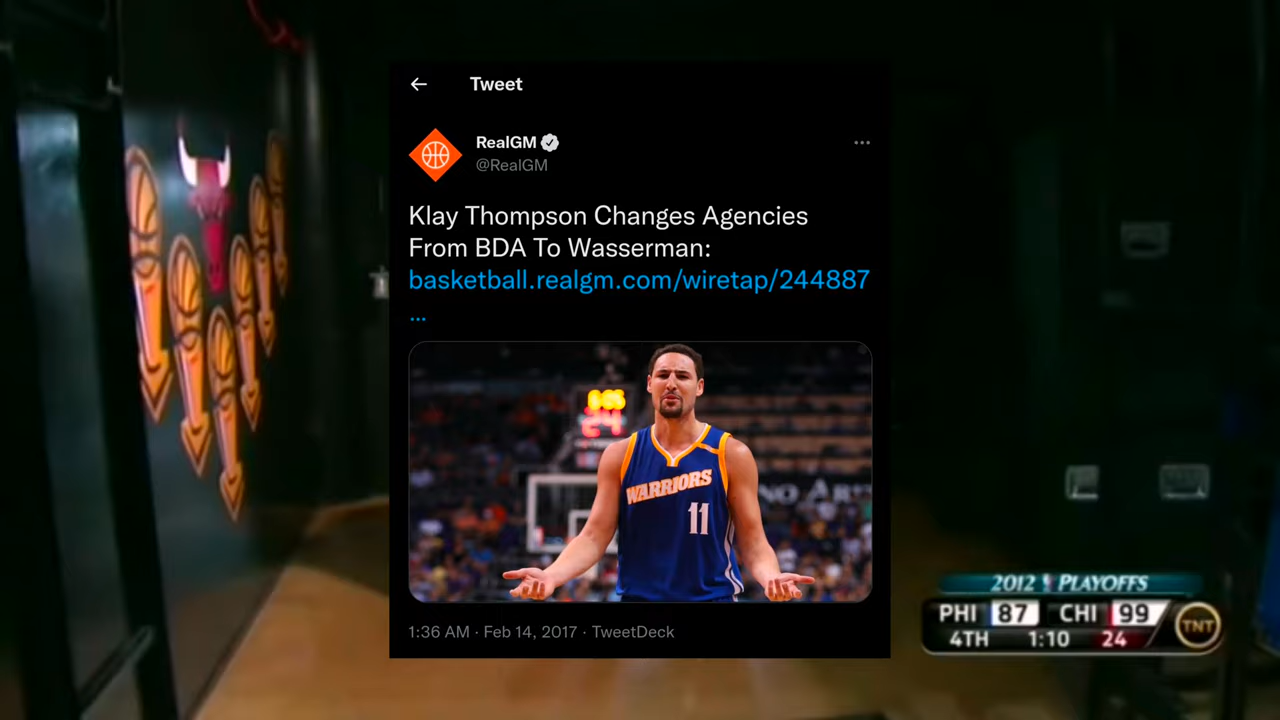 Tweet
RealGM
@RealGM
Klay Thompson Changes Agencies
From BDA To Wasserman:
basketball.realgm.com/wiretap/244887
...
24
WARRIORS
11
1:36 AM · Feb 14, 2017 · TweetDeck
2012 PLAYOFFS
PHI 87 CHI 99
4TH 1:10 24
TNT